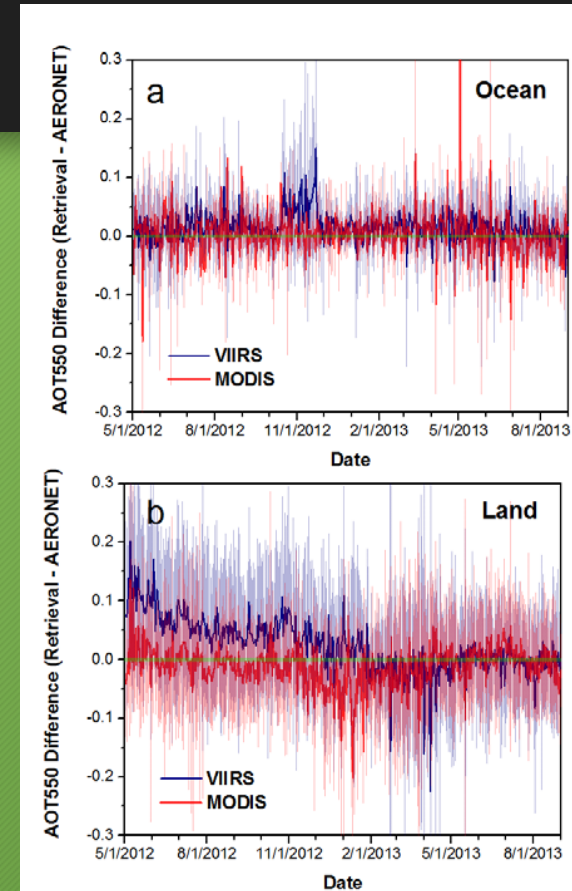 AOT550 Difference (Retrieval - AERONET)
0.3
0.2
0.1
0.0
-0.1
-0.2
-0.3
a
Ocean
VIIRS
MODIS
5/1/2012 8/1/2012 11/1/2012 2/1/2013 5/1/2013 8/1/2013
Date
AOT550 Difference (Retrieval - AERONET)
0.3
0.2
0.1
0.0
-0.1
-0.2
-0.3
b
Land
VIIRS
MODIS
5/1/2012 8/1/2012 11/1/2012 2/1/2013 5/1/2013 8/1/2013
Date